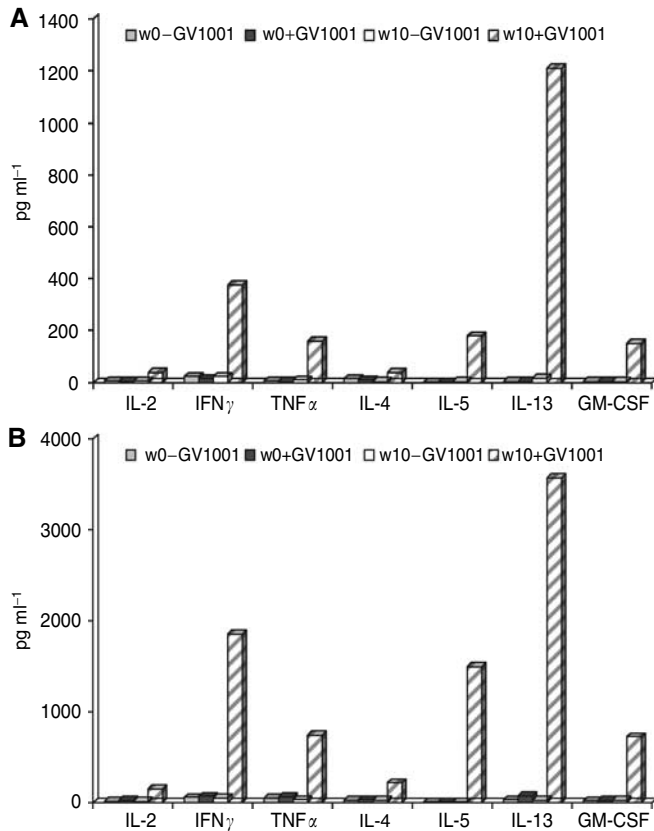 A
1400
w0−GV1001 w0+GV1001 w10−GV1001 w10+GV1001
1200
1000
800
600
400
200
0
pg ml⁻¹
IL-2 IFNγ TNFα IL-4 IL-5 IL-13 GM-CSF
B
4000
w0−GV1001 w0+GV1001 w10−GV1001 w10+GV1001
3000
2000
1000
0
pg ml⁻¹
IL-2 IFNγ TNFα IL-4 IL-5 IL-13 GM-CSF